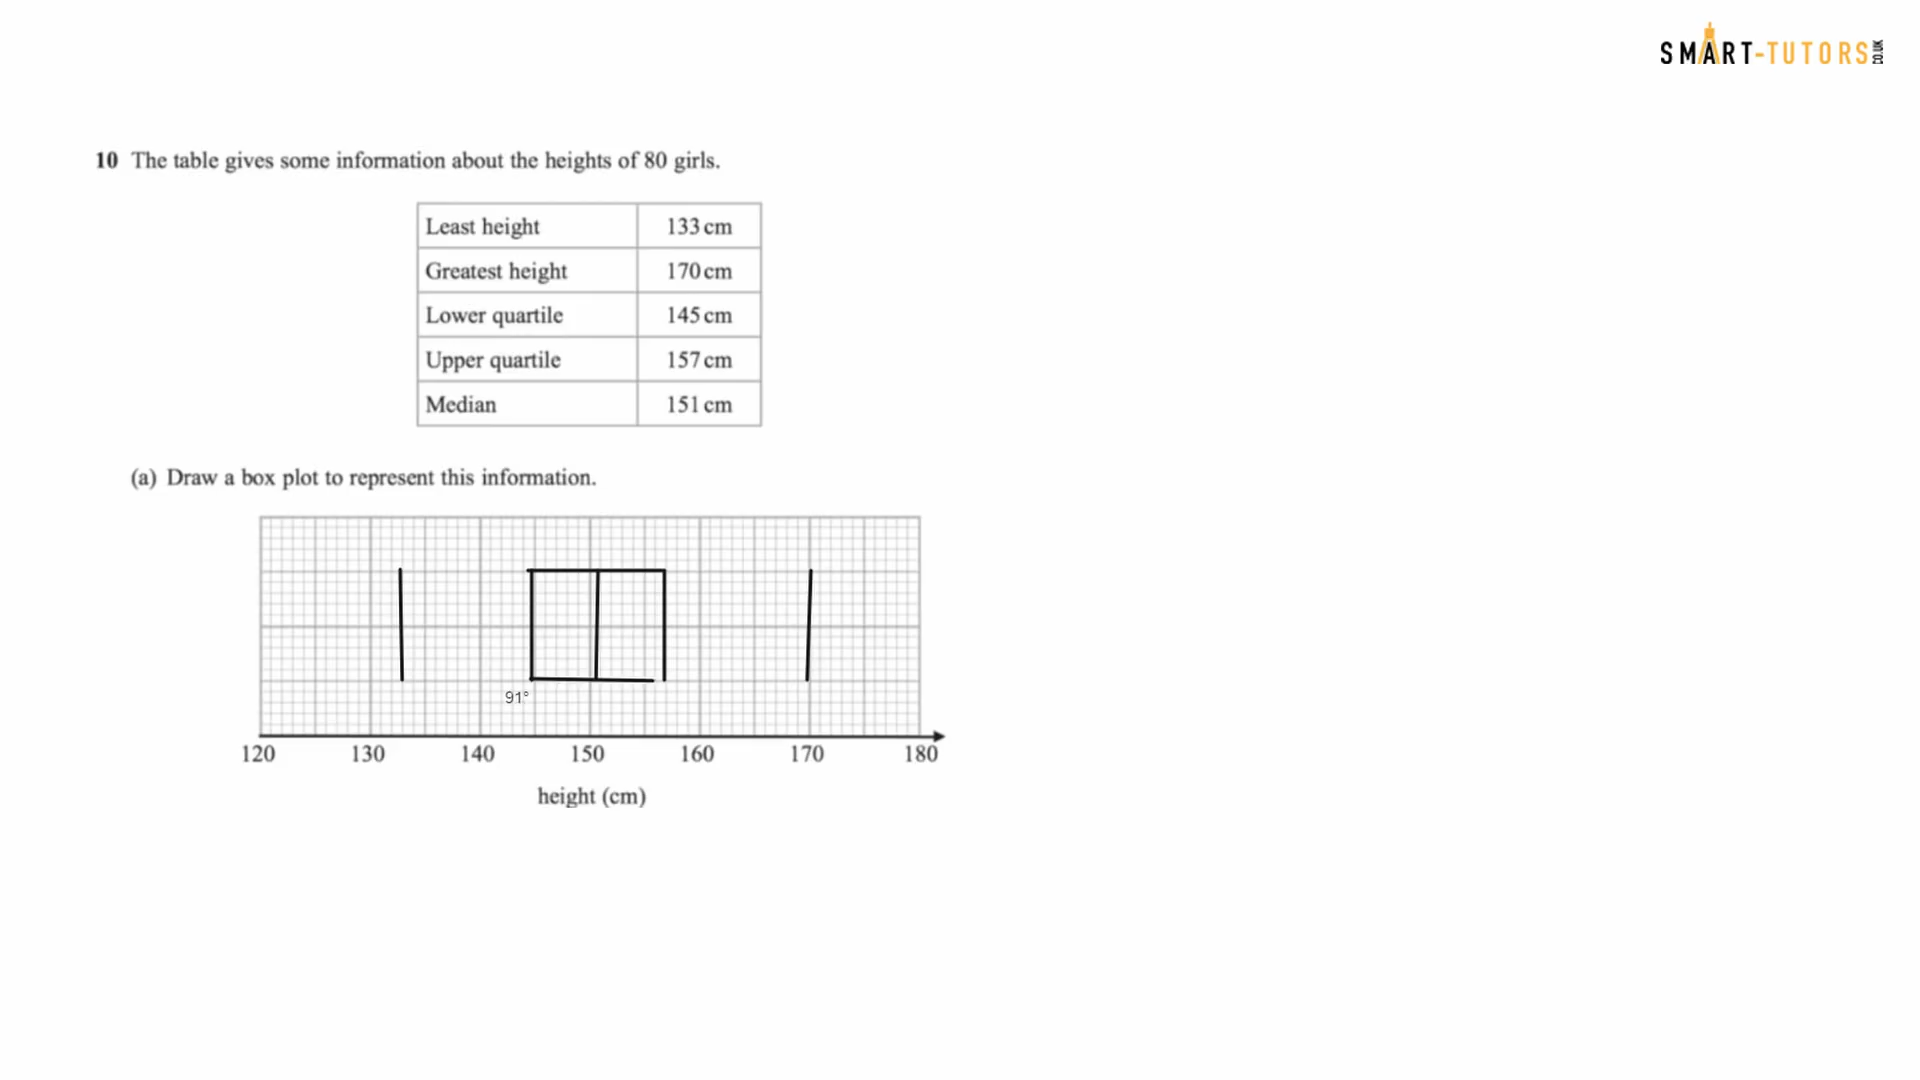 SMART-TUTORS.CO.UK
10 The table gives some information about the heights of 80 girls.
Least height 133 cm
Greatest height 170 cm
Lower quartile 145 cm
Upper quartile 157 cm
Median 151 cm
(a) Draw a box plot to represent this information.
91°
120 130 140 150 160 170 180
height (cm)